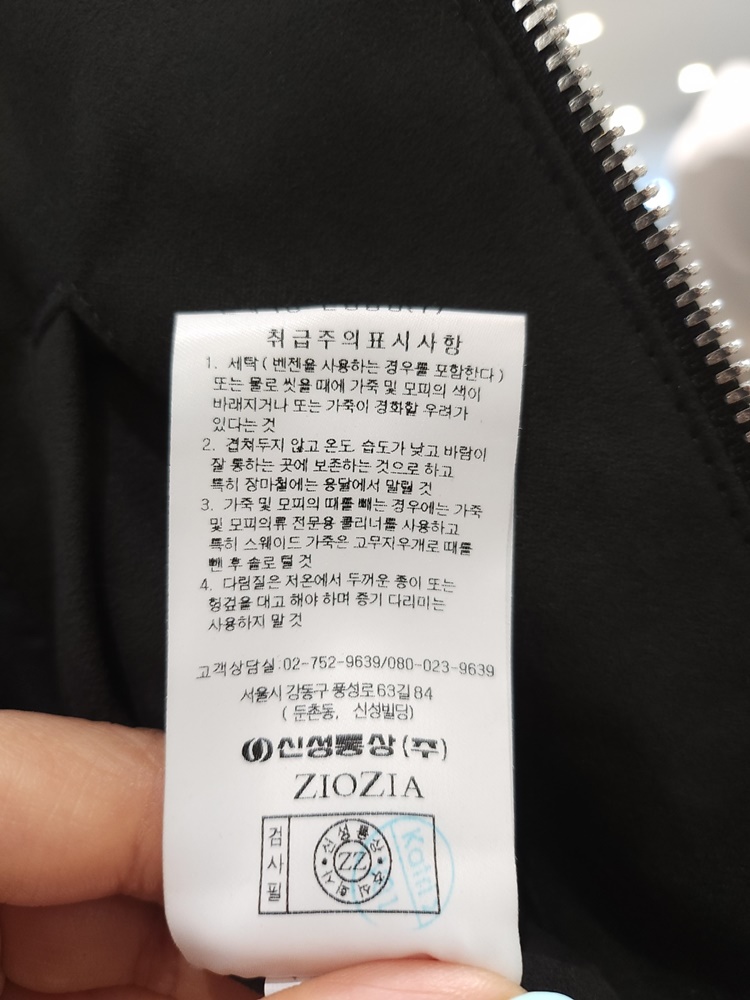 취급주의표시사항
1. 세탁 ( 벤젠을 사용하는 경우를 포함한다 )
또는 물로 씻을 때에 가죽 및 모피의 색이
바래지거나 또는 가죽이 경화할 우려가
있다는 것
2. 겹쳐두지 않고 온도, 습도가 낮고 바람이
잘 통하는 곳에 보존하는 것으로 하고
특히 장마철에는 응달에서 말릴 것
3. 가죽 및 모피의 때를 빼는 경우에는 가죽
및 모피의류 전문용 클리너를 사용하고
특히 스웨이드 가죽은 고무지우개로 때를
뺀 후 솔로 털 것
4. 다림질은 저온에서 두꺼운 종이 또는
헝겊을 대고 해야 하며 증기 다리미는
사용하지 말 것
고객상담실:02-752-9639/080-023-9639
서울시 강동구 풍성로 63길 84
( 둔촌동, 신성빌딩)
신성통상(주)
ZIOZIA
검사필
신성통상 주식회사
ZZ